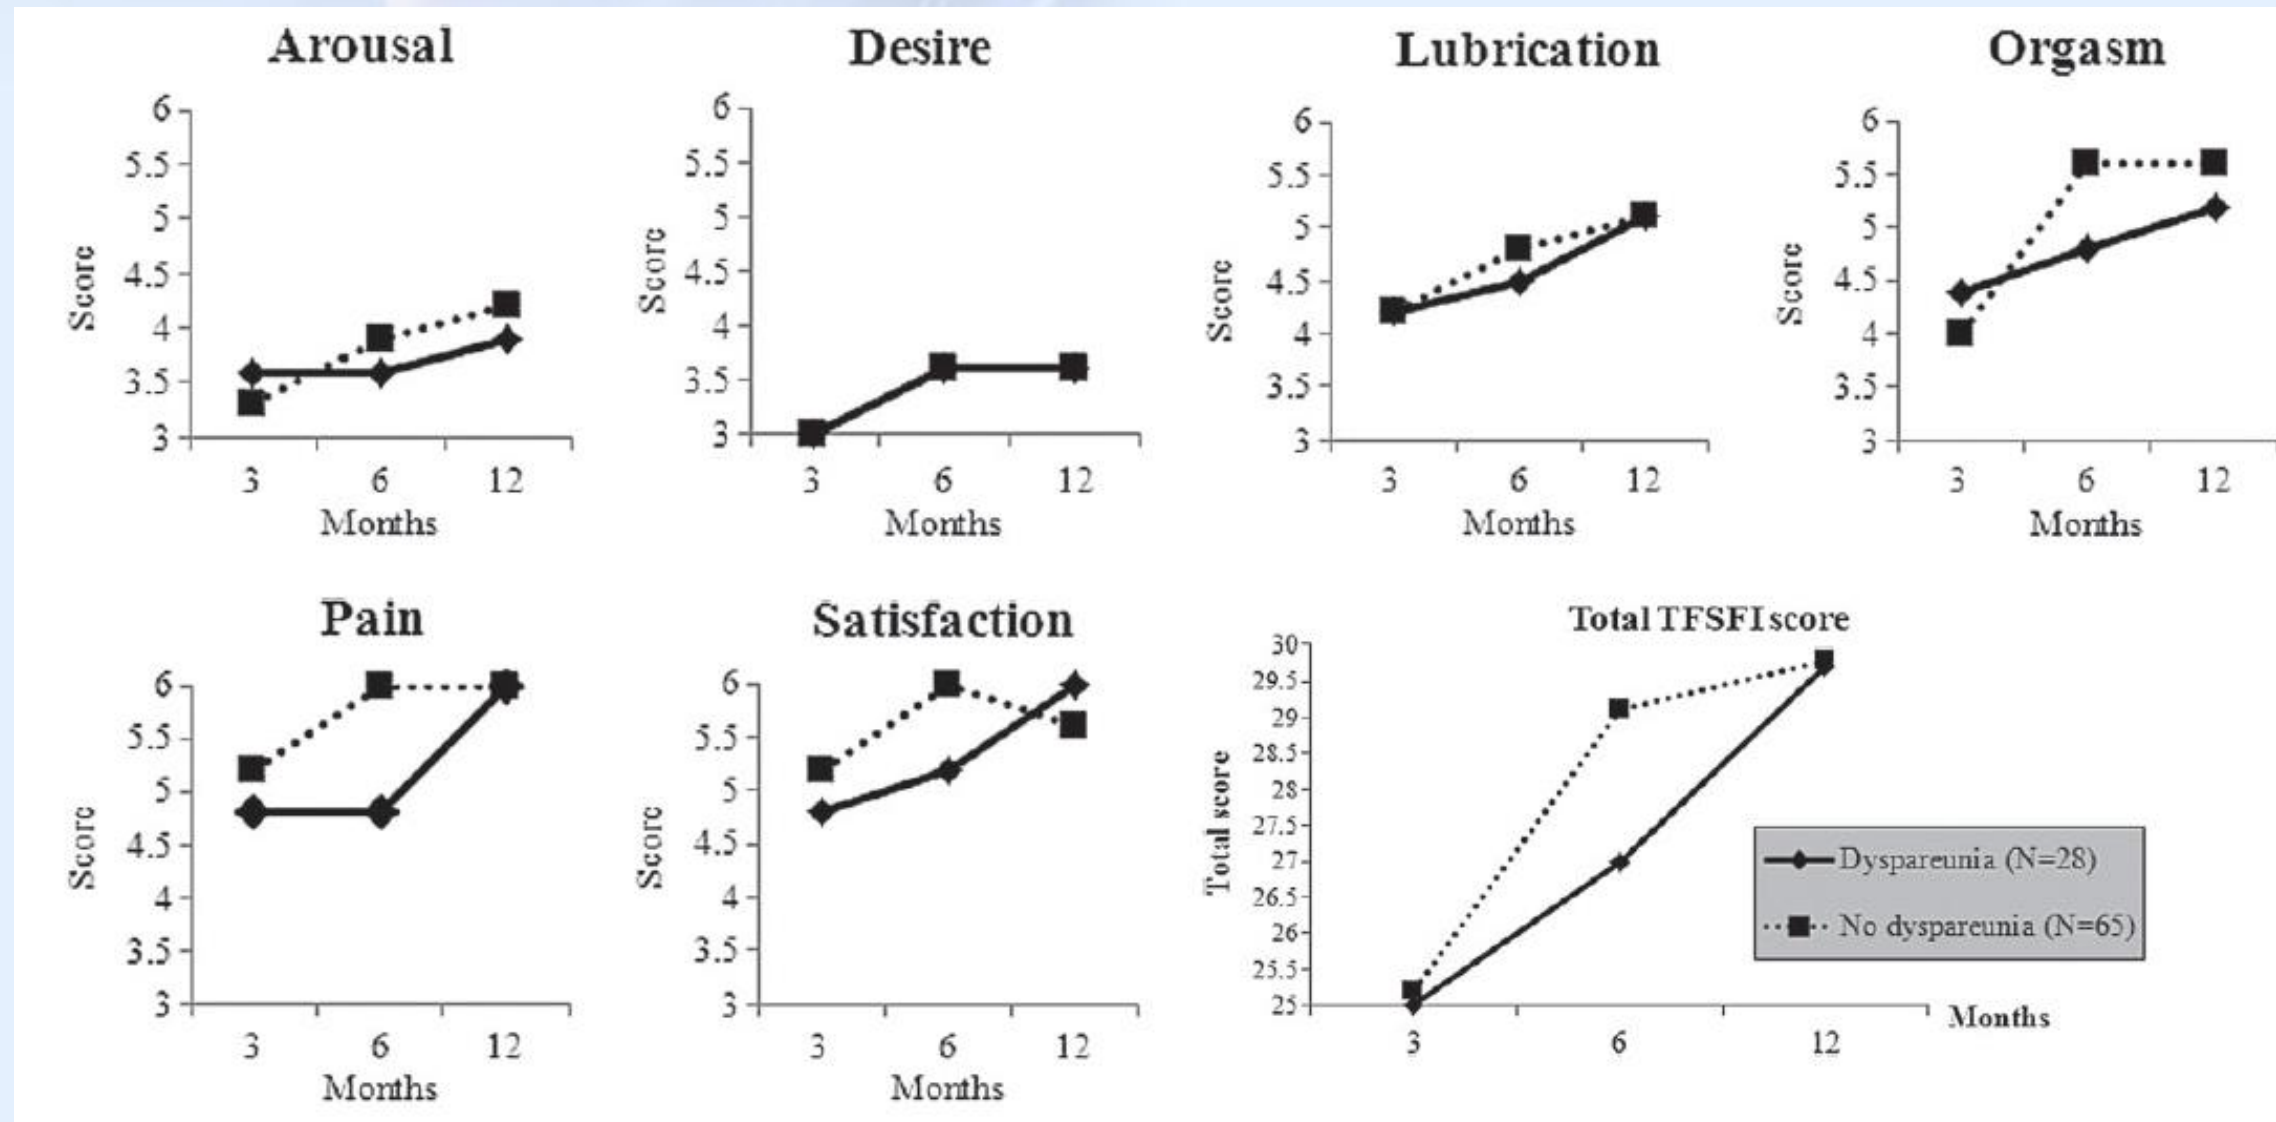 Arousal
Score
6
5.5
5
4.5
4
3.5
3
3 6 12
Months
Desire
Score
6
5.5
5
4.5
4
3.5
3
3 6 12
Months
Lubrication
Score
6
5.5
5
4.5
4
3.5
3
3 6 12
Months
Orgasm
Score
6
5.5
5
4.5
4
3.5
3
3 6 12
Months
Pain
Score
6
5.5
5
4.5
4
3.5
3
3 6 12
Months
Satisfaction
Score
6
5.5
5
4.5
4
3.5
3
3 6 12
Months
Total TFSFI score
Total score
30
29.5
29
28.5
28
27.5
27
26.5
26
25.5
25
3 6 12
Months
Dyspareunia (N=28)
No dyspareunia (N=65)